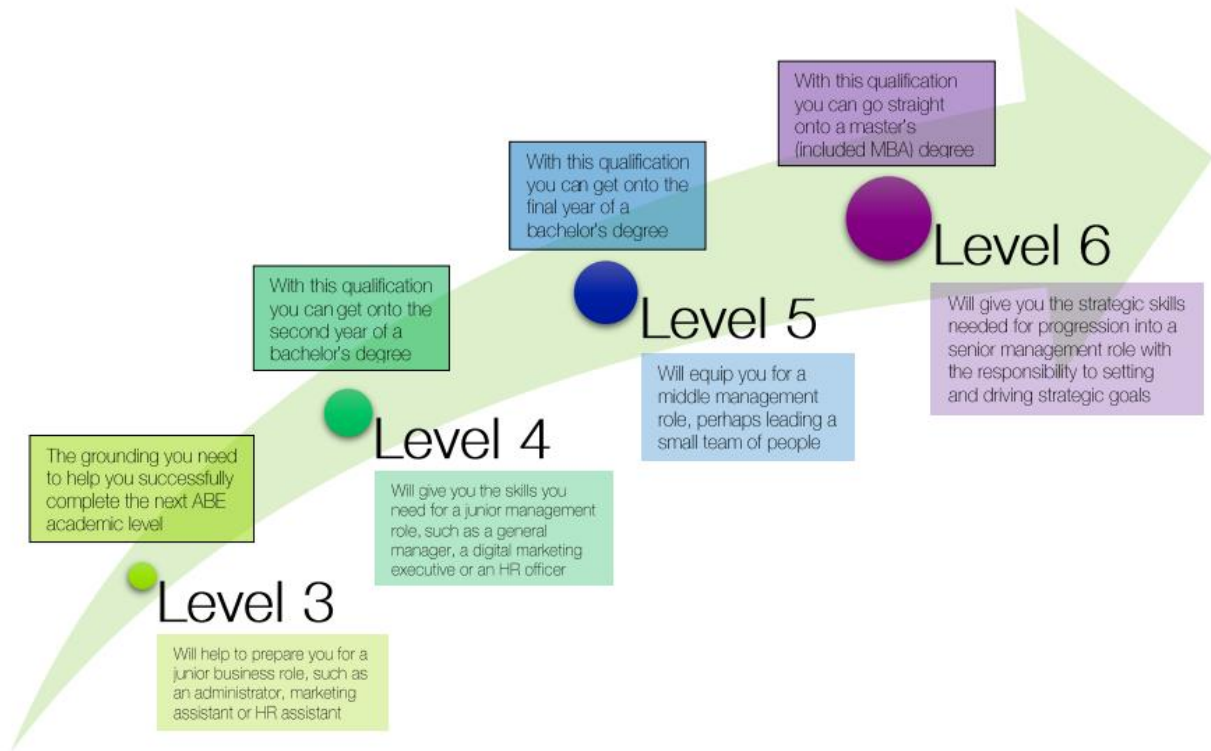 The grounding you need
to help you successfully
complete the next ABE
academic level
Level 3
Will help to prepare you for a
junior business role, such as
an administrator, marketing
assistant or HR assistant
With this qualification
you can get onto the
second year of a
bachelor's degree
Level 4
Will give you the skills you
need for a junior management
role, such as a general
manager, a digital marketing
executive or an HR officer
With this qualification
you can get onto the
final year of a
bachelor's degree
Level 5
Will equip you for a
middle management
role, perhaps leading a
small team of people
With this qualification
you can go straight
onto a master's
(included MBA) degree
Level 6
Will give you the strategic skills
needed for progression into a
senior management role with
the responsibility to setting
and driving strategic goals